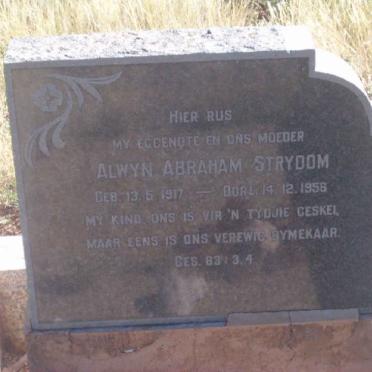 HIER RUS
MY EGGENOTE EN ONS MOEDER
ALWYN ABRAHAM STRYDOM
GEB. 13.5.1917 — OORL. 14.12.1956
MY KIND, ONS IS VIR 'N TYDJIE GESKEI,
MAAR EENS IS ONS VEREWIG BYMEKAAR.
GES. 83: 3.4.